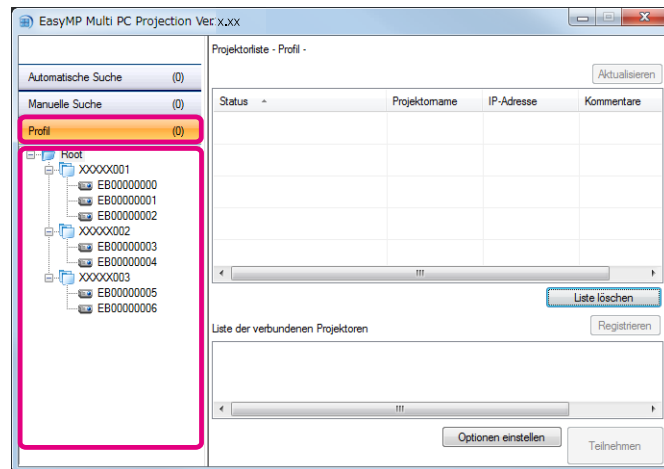 EasyMP Multi PC Projection Ver x.xx
Projektorliste - Profil -
Aktualisieren
Automatische Suche (0)
Manuelle Suche (0)
Profil (0)
Status Projektorname IP-Adresse Kommentare
Root
XXXXX001
EB00000000
EB00000001
EB00000002
XXXXX002
EB00000003
EB00000004
XXXXX003
EB00000005
EB00000006
Liste löschen
Liste der verbundenen Projektoren
Registrieren
Optionen einstellen
Teilnehmen